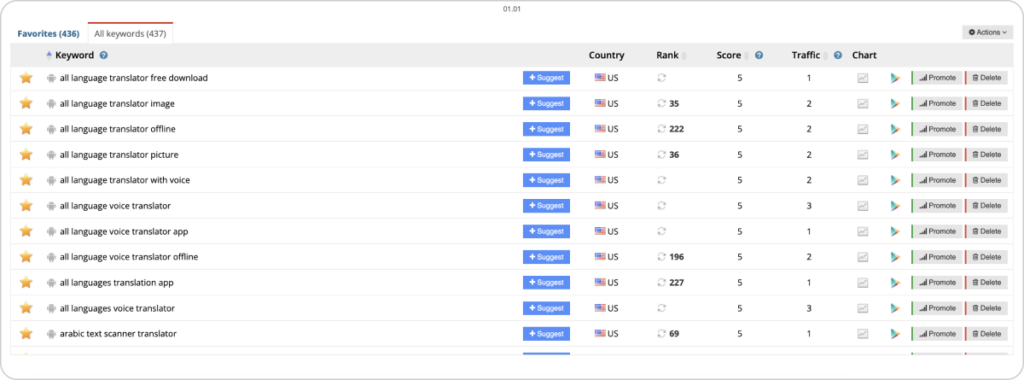 01.01
Favorites (436) All keywords (437) Actions
Keyword ? Country Rank Score ? Traffic ? Chart
all language translator free download + Suggest US 5 1 Promote Delete
all language translator image + Suggest US 35 5 2 Promote Delete
all language translator offline + Suggest US 222 5 2 Promote Delete
all language translator picture + Suggest US 36 5 2 Promote Delete
all language translator with voice + Suggest US 5 2 Promote Delete
all language voice translator + Suggest US 5 3 Promote Delete
all language voice translator app + Suggest US 5 1 Promote Delete
all language voice translator offline + Suggest US 196 5 2 Promote Delete
all languages translation app + Suggest US 227 5 1 Promote Delete
all languages voice translator + Suggest US 5 3 Promote Delete
arabic text scanner translator + Suggest US 69 5 1 Promote Delete